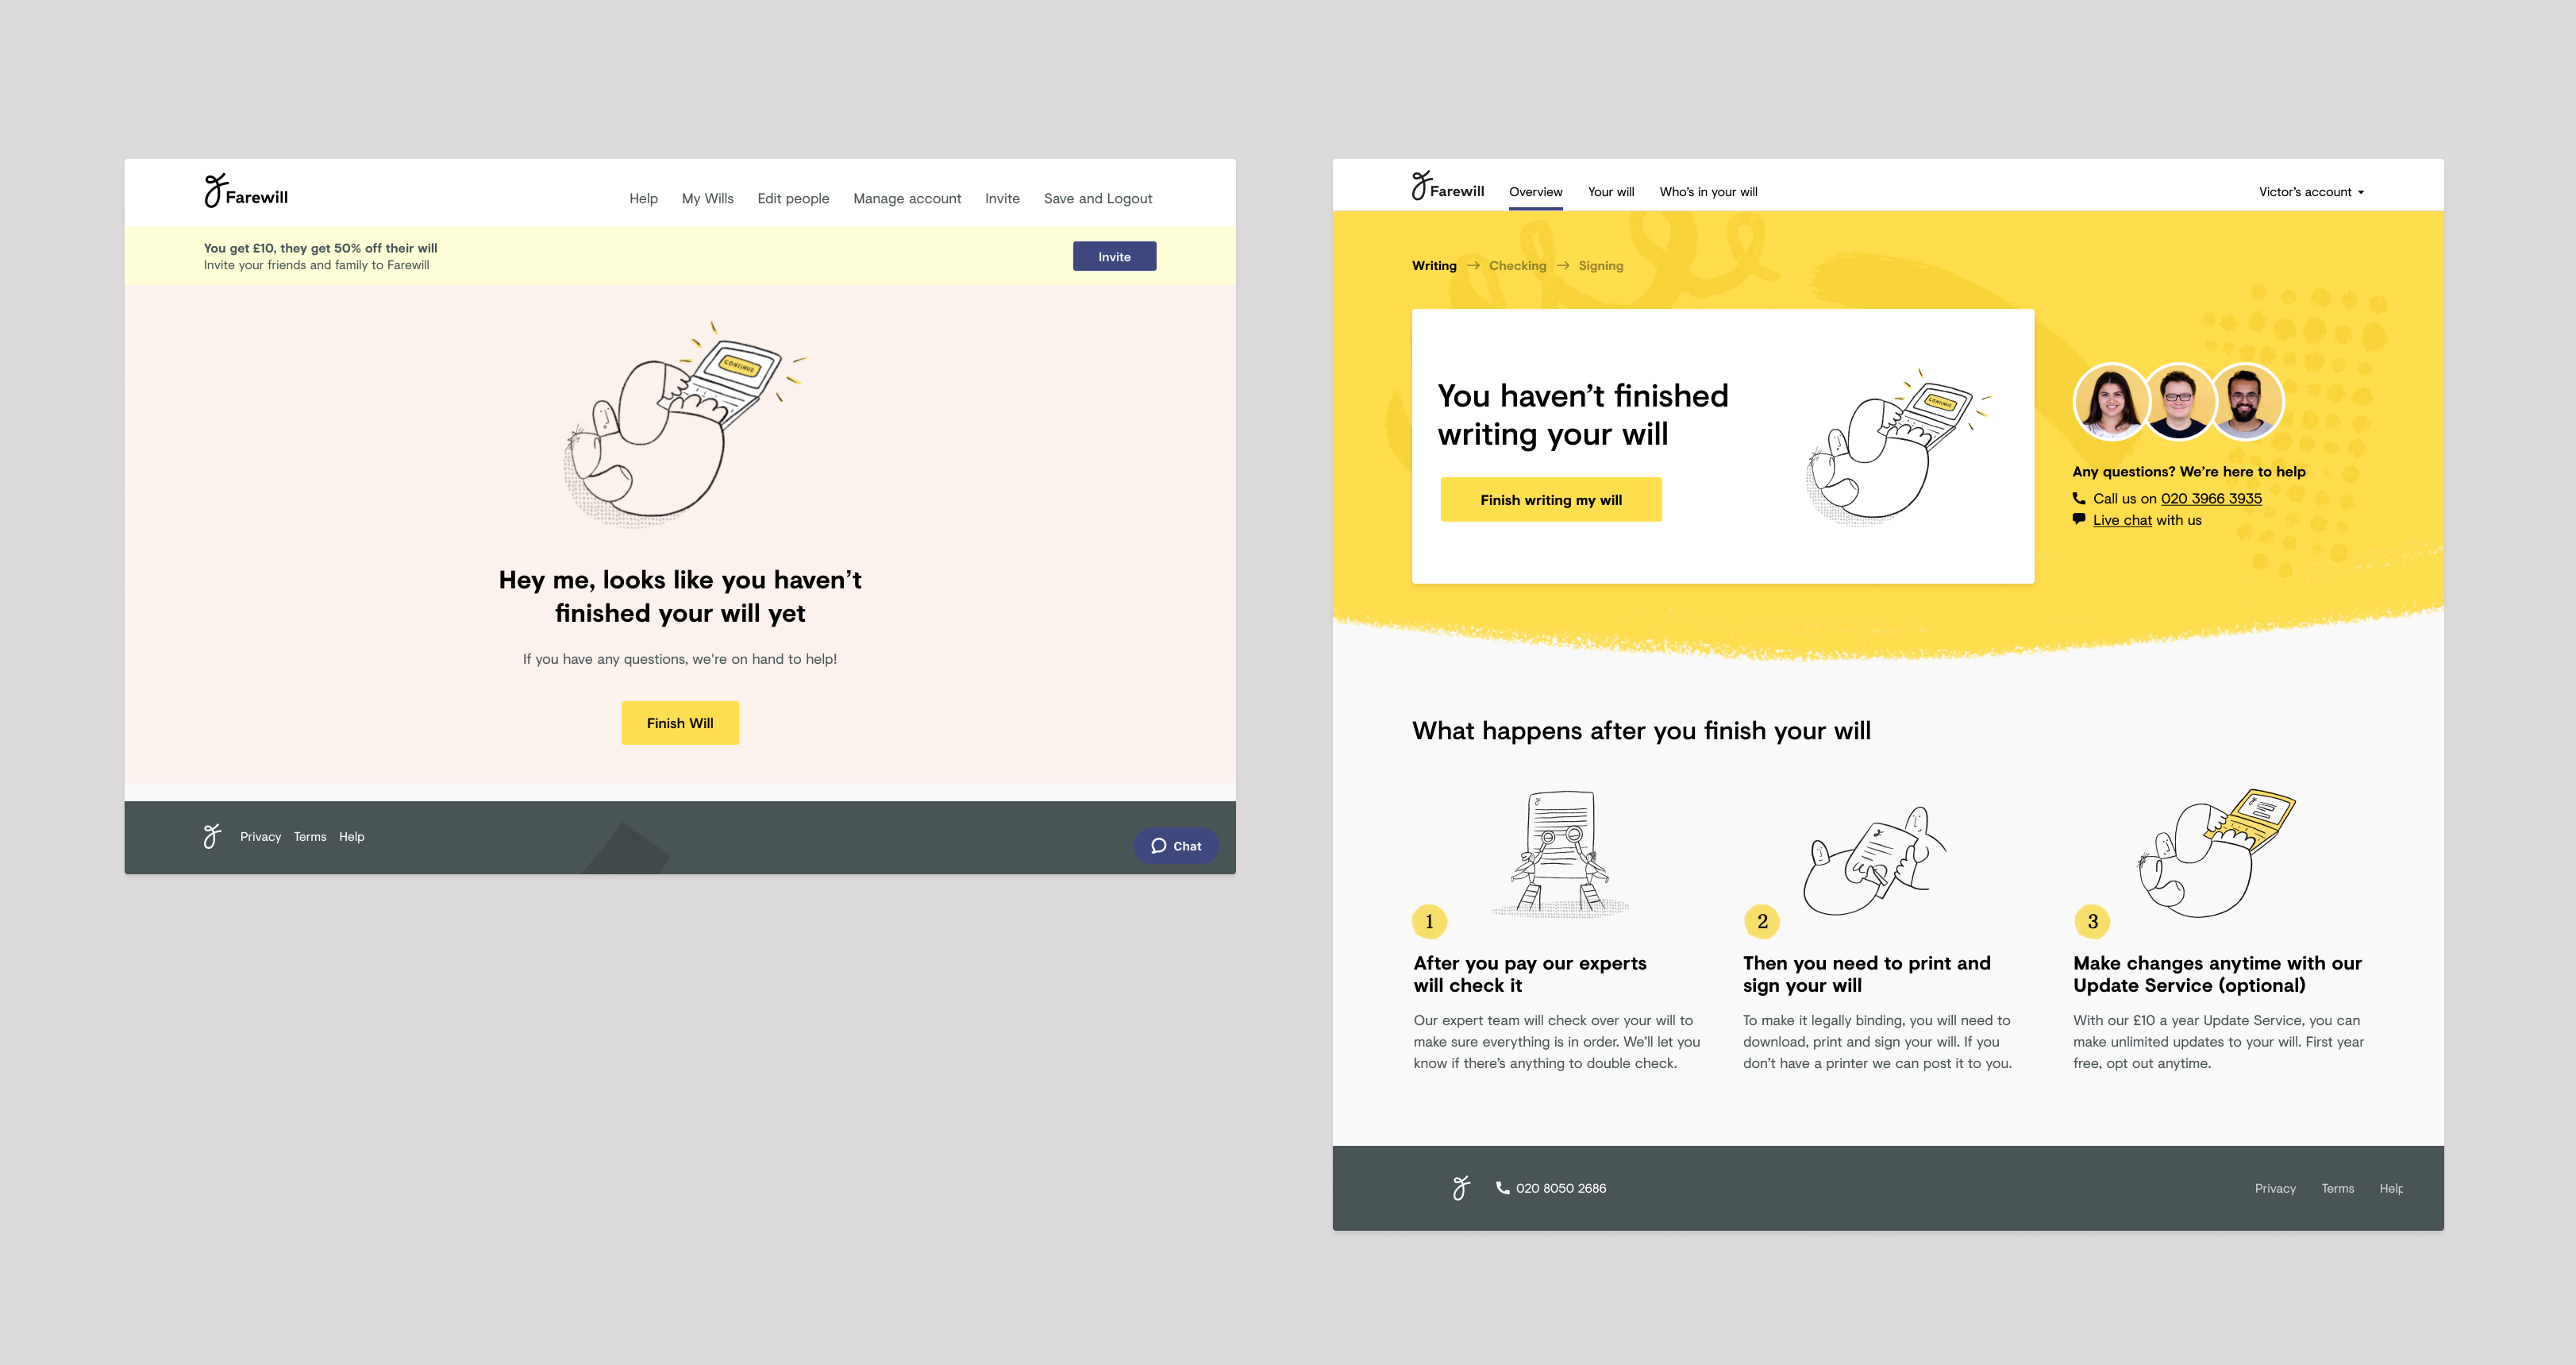 Farewill
Help My Wills Edit people Manage account Invite Save and Logout
You get £10, they get 50% off their will
Invite your friends and family to Farewill
Invite
CONTINUE
Hey me, looks like you haven’t
finished your will yet
If you have any questions, we're on hand to help!
Finish Will
Privacy Terms Help
Chat
Farewill
Overview Your will Who’s in your will
Victor’s account
Writing → Checking → Signing
You haven’t finished
writing your will
Finish writing my will
CONTINUE
Any questions? We’re here to help
Call us on 020 3966 3935
Live chat with us
What happens after you finish your will
1
After you pay our experts
will check it
Our expert team will check over your will to
make sure everything is in order. We’ll let you
know if there’s anything to double check.
2
Then you need to print and
sign your will
To make it legally binding, you will need to
download, print and sign your will. If you
don’t have a printer we can post it to you.
3
Make changes anytime with our
Update Service (optional)
With our £10 a year Update Service, you can
make unlimited updates to your will. First year
free, opt out anytime.
020 8050 2686
Privacy Terms Help